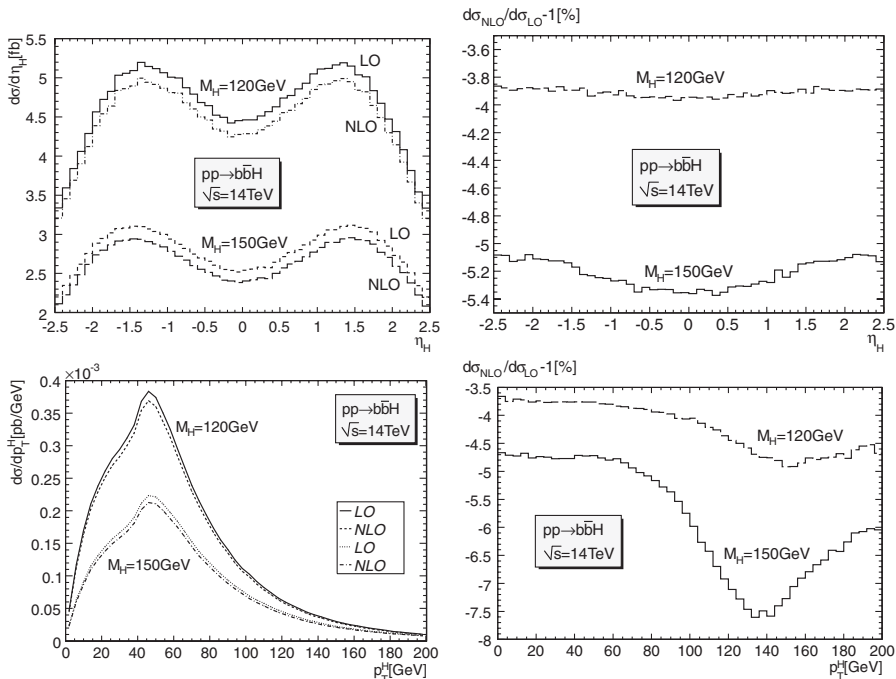 dσ/dη_H[fb]
5.5
5
4.5
4
3.5
3
2.5
2
LO
M_H=120GeV
NLO
pp→bb̄H
√s=14TeV
M_H=150GeV
LO
NLO
-2.5 -2 -1.5 -1 -0.5 0 0.5 1 1.5 2 2.5
η_H
dσ_NLO/dσ_LO-1[%]
-3.6
-3.8
-4
-4.2
-4.4
-4.6
-4.8
-5
-5.2
-5.4
M_H=120GeV
pp→bb̄H
√s=14TeV
M_H=150GeV
-2.5 -2 -1.5 -1 -0.5 0 0.5 1 1.5 2 2.5
η_H
×10^-3
dσ/dp_T^H[pb/GeV]
0.4
0.35
0.3
0.25
0.2
0.15
0.1
0.05
0
pp→bb̄H
√s=14TeV
M_H=120GeV
LO
NLO
LO
NLO
M_H=150GeV
0 20 40 60 80 100 120 140 160 180 200
p_T^H[GeV]
dσ_NLO/dσ_LO-1[%]
-3.5
-4
-4.5
-5
-5.5
-6
-6.5
-7
-7.5
-8
M_H=120GeV
pp→bb̄H
√s=14TeV
M_H=150GeV
0 20 40 60 80 100 120 140 160 180 200
p_T^H[GeV]